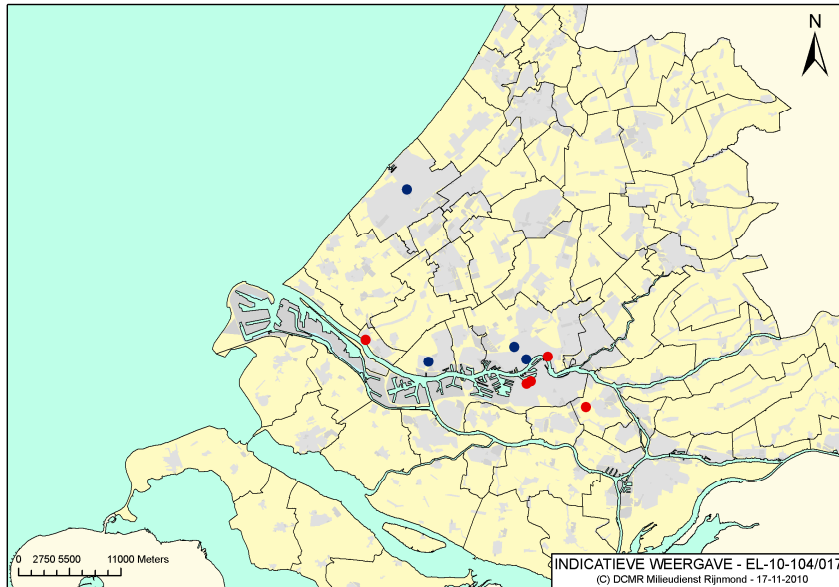 N
0 2750 5500 11000 Meters
INDICATIEVE WEERGAVE - EL-10-104/017
(C) DCMR Milieudienst Rijnmond - 17-11-2010